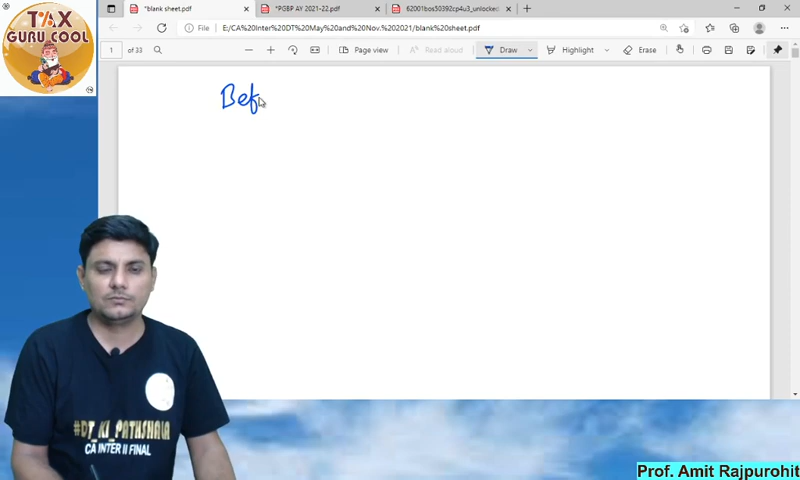 TAX
GURU COOL
*blank sheet.pdf
*PGBP AY 2021-22.pdf
62001bos50392cp4u3_unlocked
File
E:/CA%20Inter%20DT%20May%20and%20Nov.%202021/blank%20sheet.pdf
1 of 33
Page view
Read aloud
Draw
Highlight
Erase
Bef
#DT_KI_PATHSHALA
CA INTER II FINAL
Prof. Amit Rajpurohit